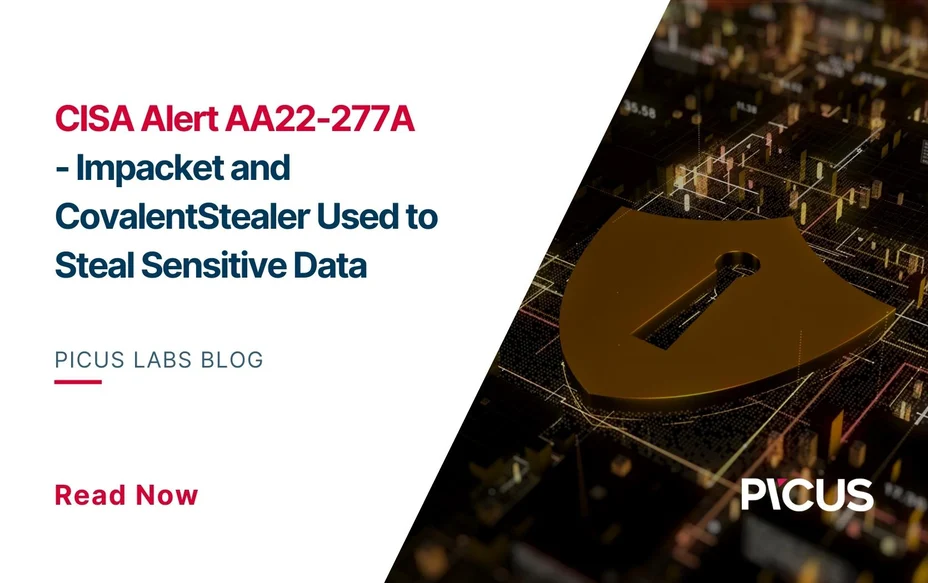 CISA Alert AA22-277A
- Impacket and
CovalentStealer Used to
Steal Sensitive Data
PICUS LABS BLOG
Read Now
PICUS